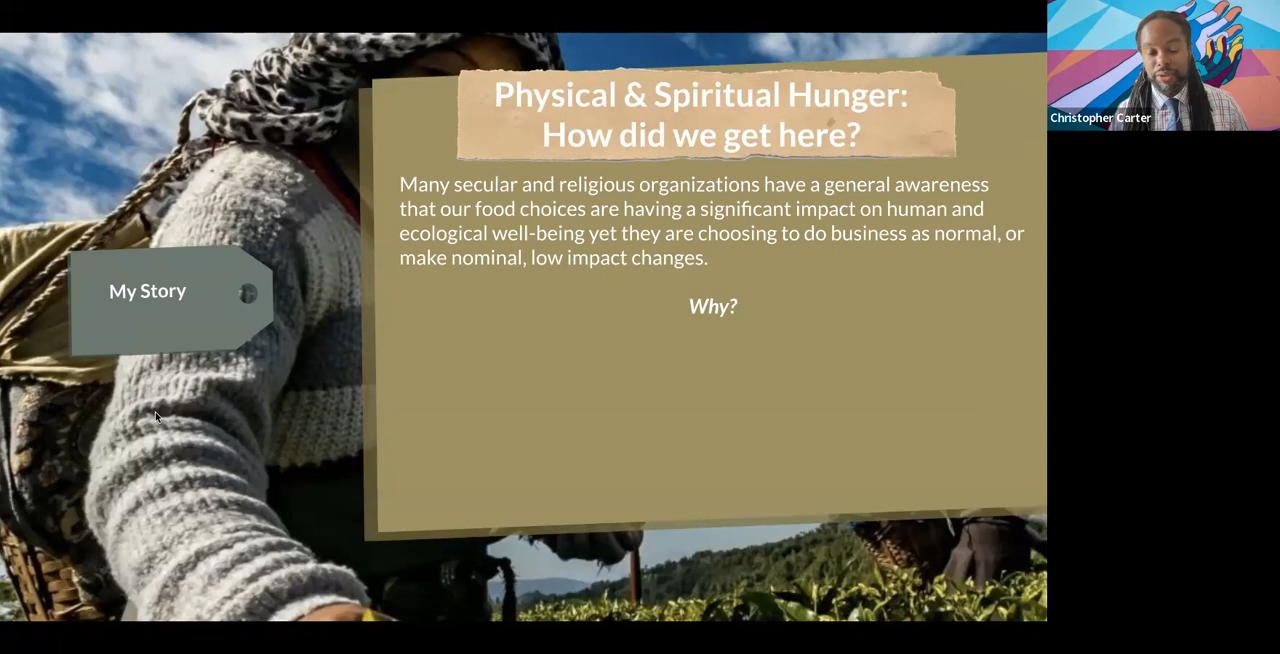 Physical & Spiritual Hunger:
How did we get here?
Many secular and religious organizations have a general awareness
that our food choices are having a significant impact on human and
ecological well-being yet they are choosing to do business as normal, or
make nominal, low impact changes.
Why?
My Story
Christopher Carter